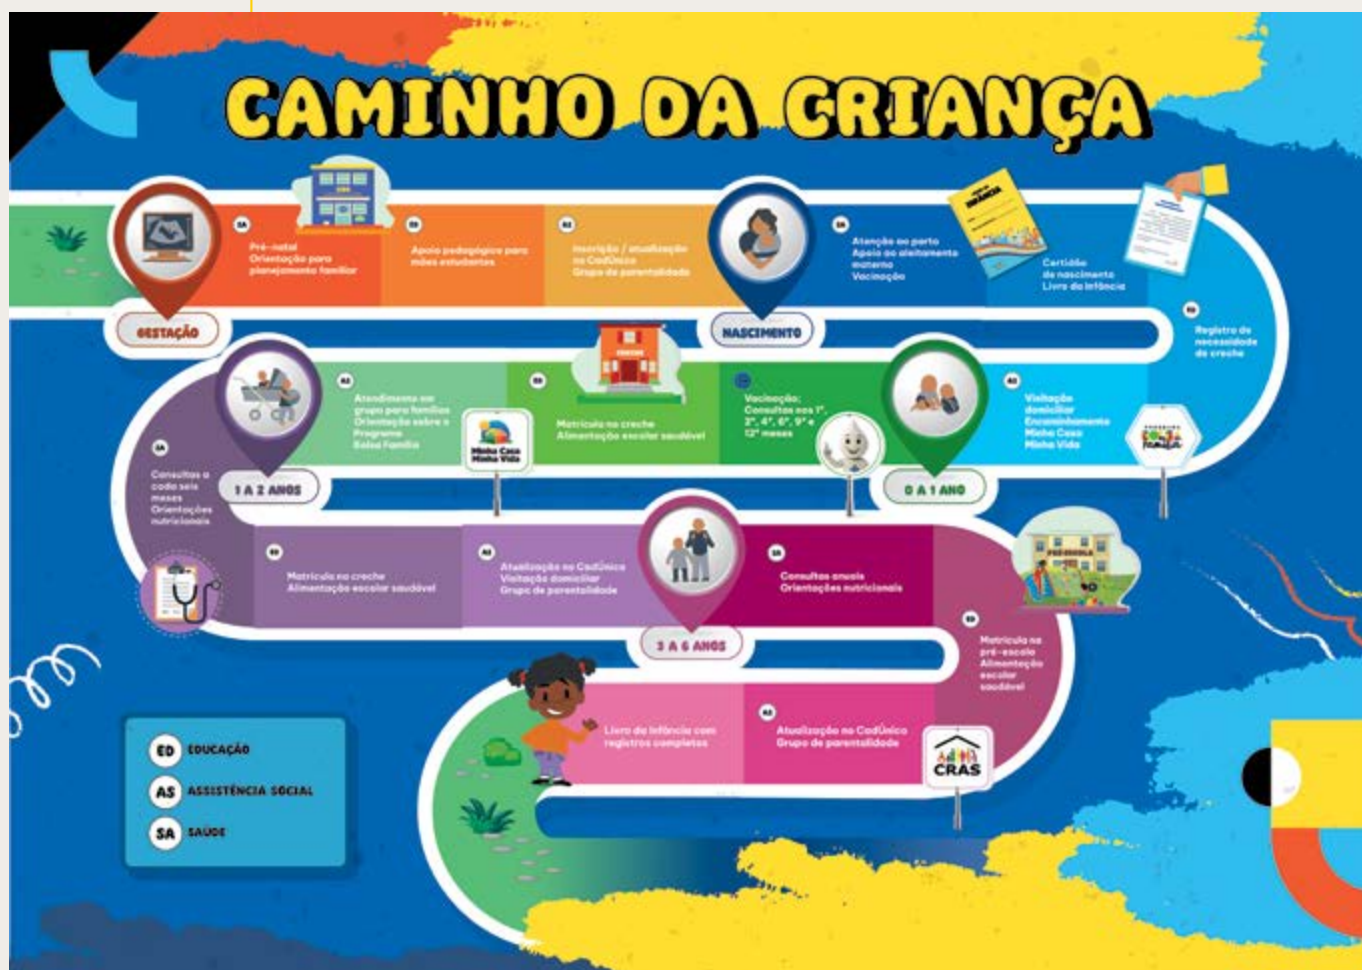 CAMINHO DA CRIANÇA
GESTAÇÃO
SA
Pré-natal
Orientação para
planejamento familiar
ED
Apoio pedagógico para
mães estudantes
AS
Inscrição / atualização
no CadÚnico
Grupo de parentalidade
NASCIMENTO
SA
Atenção ao parto
Apoio ao aleitamento
materno
Vacinação
INFÂNCIA
Certidão
de nascimento
Livro da Infância
ED
Registro de
necessidade
de creche
AS
Visitação
domiciliar
Encaminhamento
Minha Casa
Minha Vida
0 A 1 ANO
Vacinação;
Consultas nos 1º,
2º, 4º, 6º, 9º e
12º meses
ED
Matrícula na creche
Alimentação escolar saudável
Minha Casa
Minha Vida
AS
Atendimento em
grupo para famílias
Orientação sobre o
Programa
Bolsa Família
1 A 2 ANOS
SA
Consultas a
cada seis
meses
Orientações
nutricionais
ED
Matrícula na creche
Alimentação escolar saudável
AS
Atualização no CadÚnico
Visitação domiciliar
Grupo de parentalidade
3 A 6 ANOS
SA
Consultas anuais
Orientações nutricionais
PRÉ-ESCOLA
ED
Matrícula na
pré-escola
Alimentação
escolar
saudável
CRAS
AS
Atualização no CadÚnico
Grupo de parentalidade
Livro da Infância com
registros completos
ED EDUCAÇÃO
AS ASSISTÊNCIA SOCIAL
SA SAÚDE